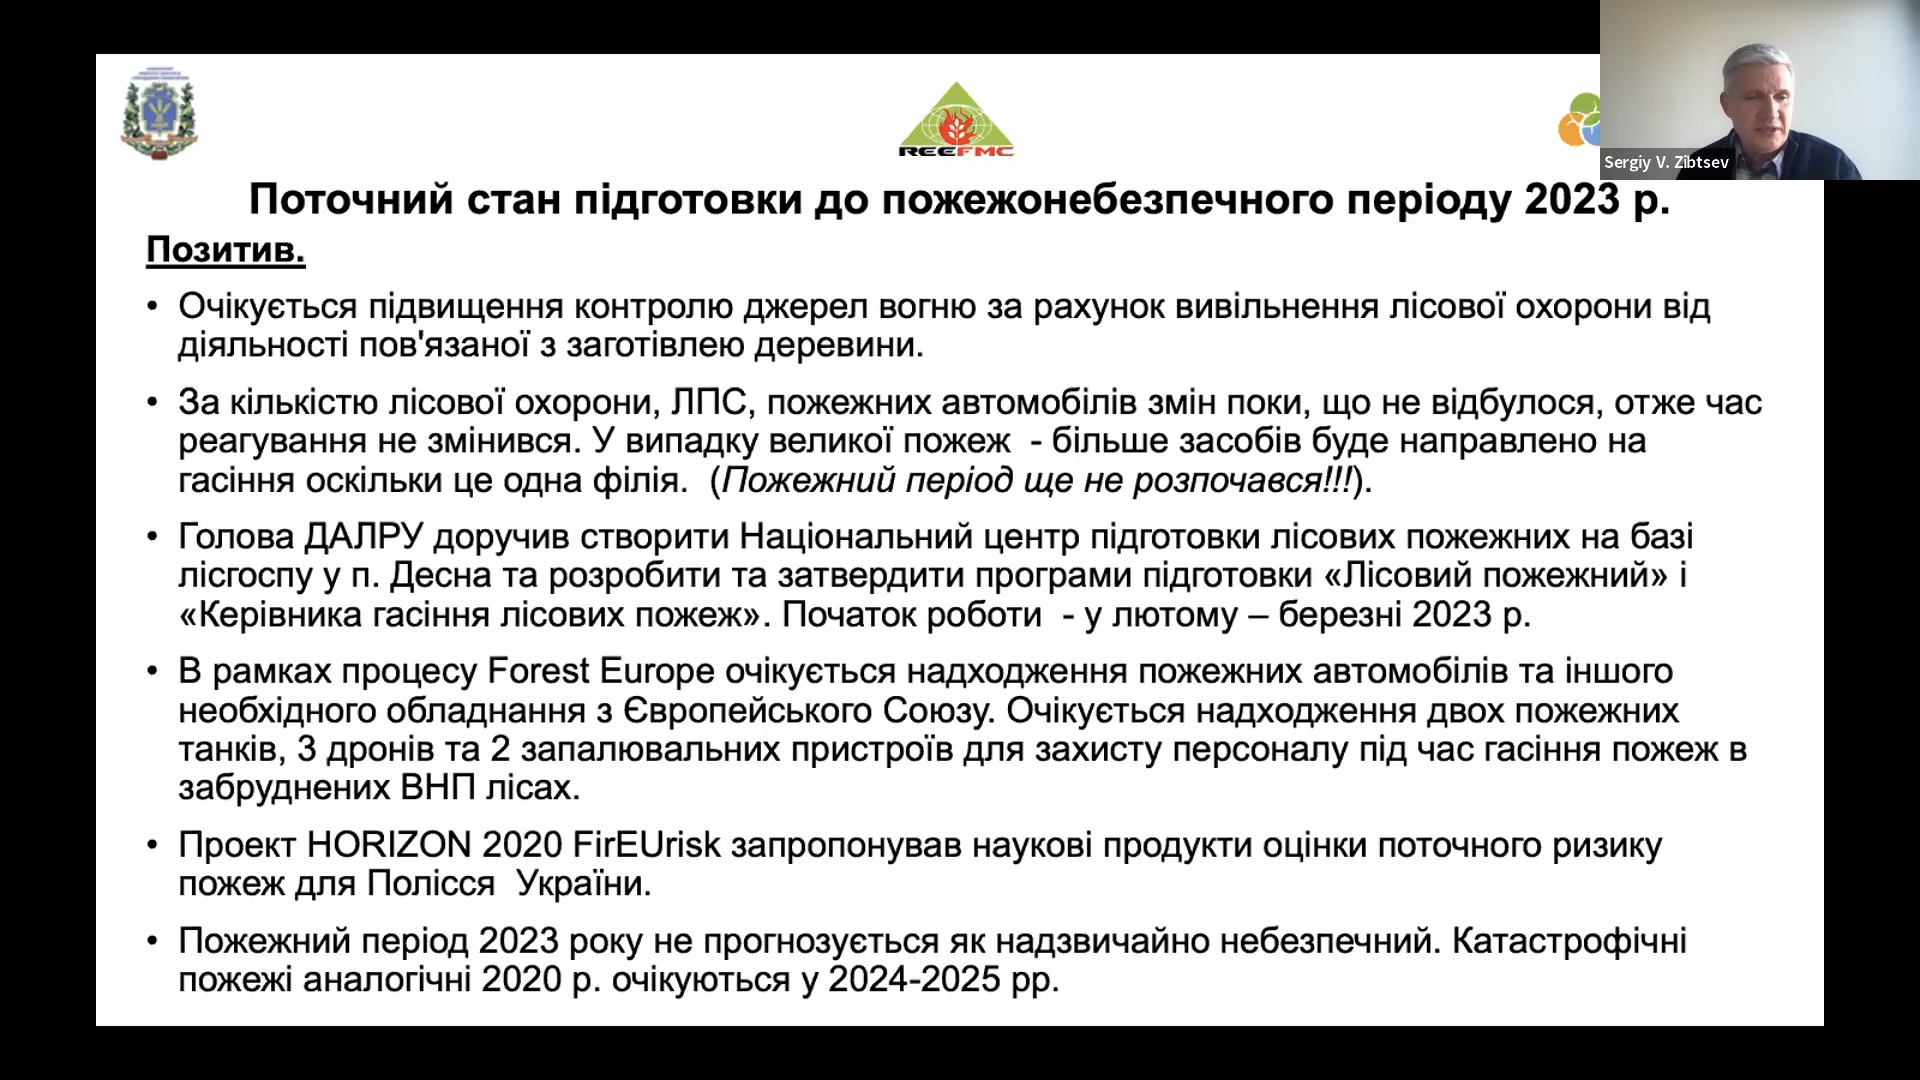 REEFMC
Sergiy V. Zibtsev
Поточний стан підготовки до пожежонебезпечного періоду 2023 р.
Позитив.
• Очікується підвищення контролю джерел вогню за рахунок вивільнення лісової охорони від
діяльності пов'язаної з заготівлею деревини.
• За кількістю лісової охорони, ЛПС, пожежних автомобілів змін поки, що не відбулося, отже час
реагування не змінився. У випадку великої пожеж - більше засобів буде направлено на
гасіння оскільки це одна філія. (Пожежний період ще не розпочався!!!).
• Голова ДАЛРУ доручив створити Національний центр підготовки лісових пожежних на базі
лісгоспу у п. Десна та розробити та затвердити програми підготовки «Лісовий пожежний» і
«Керівника гасіння лісових пожеж». Початок роботи - у лютому – березні 2023 р.
• В рамках процесу Forest Europe очікується надходження пожежних автомобілів та іншого
необхідного обладнання з Європейського Союзу. Очікується надходження двох пожежних
танків, 3 дронів та 2 запалювальних пристроїв для захисту персоналу під час гасіння пожеж в
забруднених ВНП лісах.
• Проект HORIZON 2020 FirEUrisk запропонував наукові продукти оцінки поточного ризику
пожеж для Полісся України.
• Пожежний період 2023 року не прогнозується як надзвичайно небезпечний. Катастрофічні
пожежі аналогічні 2020 р. очікуються у 2024-2025 рр.